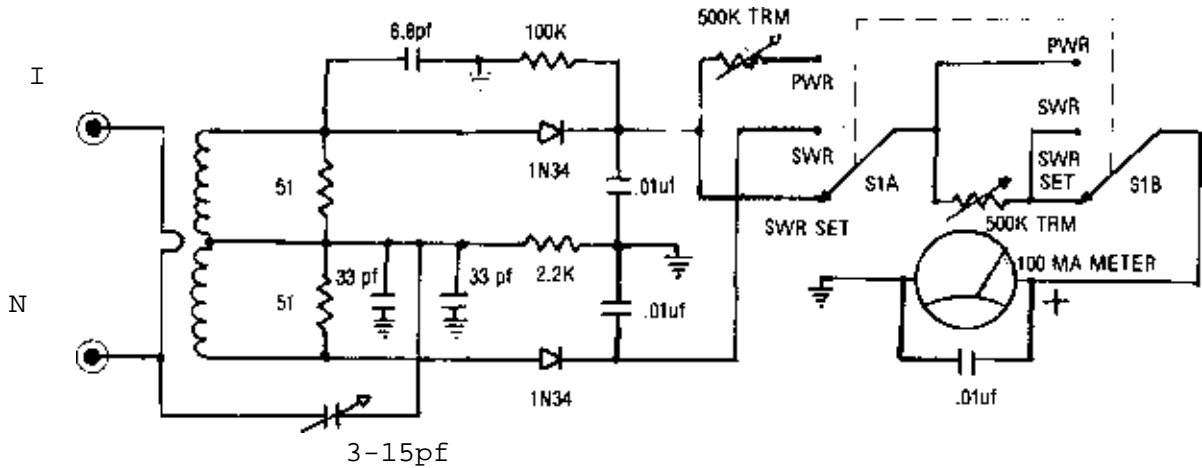 500K TRM
6.8pf
100K
PWR
I
PWR
SWR
1N34
SWR
51
.01uf
S1A
SWR
SET
S1B
SWR SET
500K TRM
33 pf
33 pf
2.2K
100 MA METER
+
N
51
.01uf
1N34
.01uf
3-15pf